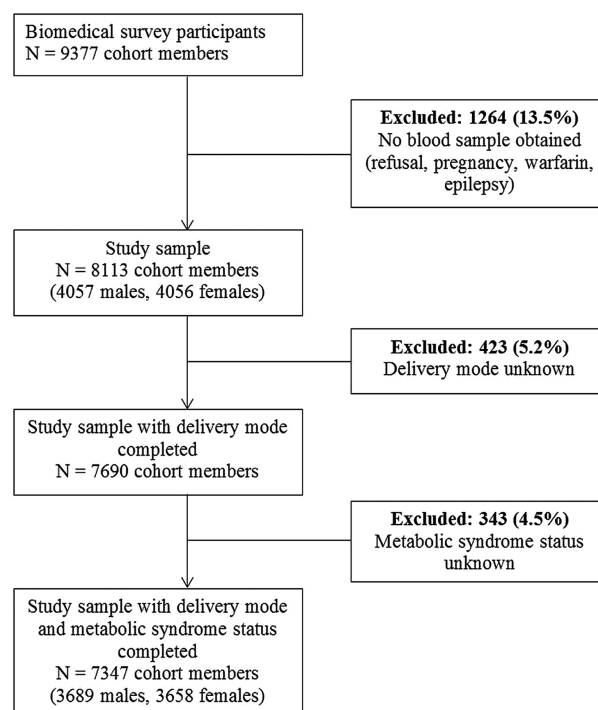 Biomedical survey participants
N = 9377 cohort members
Excluded: 1264 (13.5%)
No blood sample obtained
(refusal, pregnancy, warfarin,
epilepsy)
Study sample
N = 8113 cohort members
(4057 males, 4056 females)
Excluded: 423 (5.2%)
Delivery mode unknown
Study sample with delivery mode
completed
N = 7690 cohort members
Excluded: 343 (4.5%)
Metabolic syndrome status
unknown
Study sample with delivery mode
and metabolic syndrome status
completed
N = 7347 cohort members
(3689 males, 3658 females)